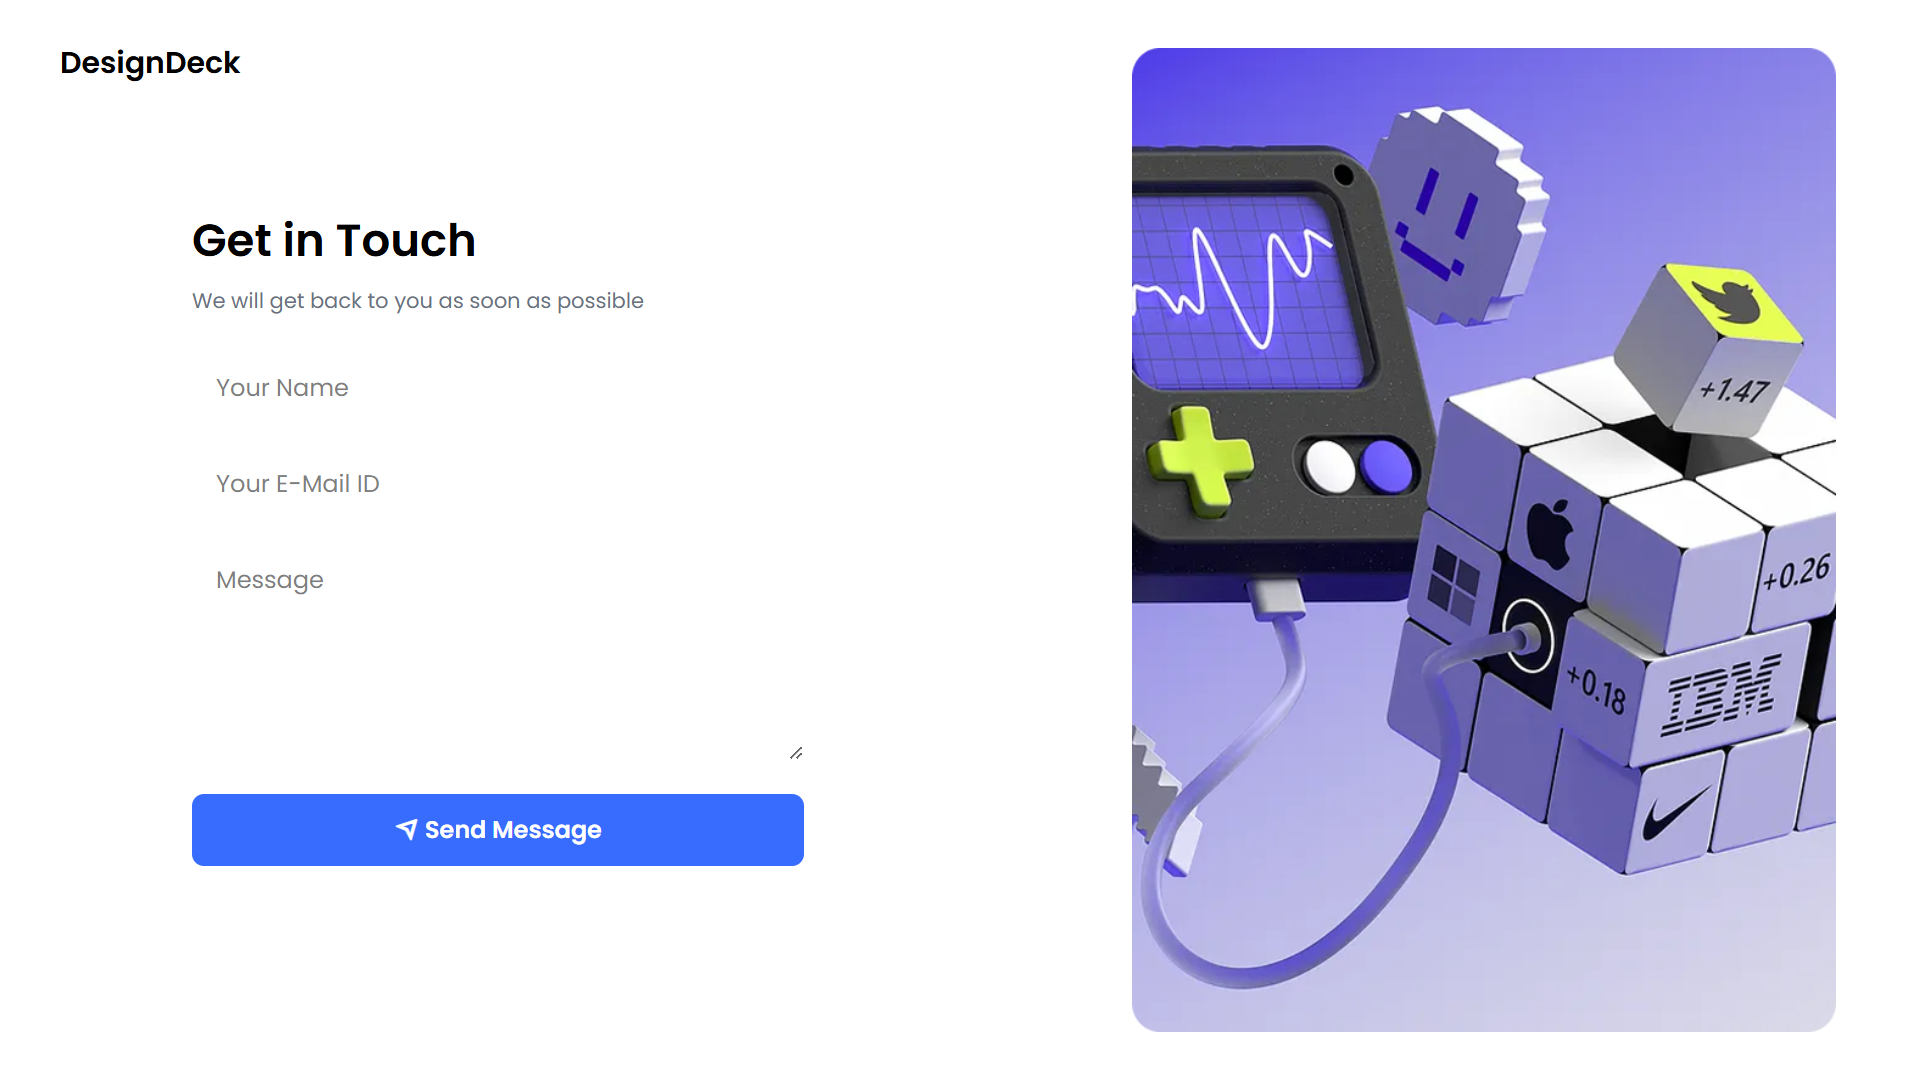 DesignDeck
Get in Touch
We will get back to you as soon as possible
Your Name
Your E-Mail ID
Message
Send Message
+1.47
+0.26
+0.18
IBM